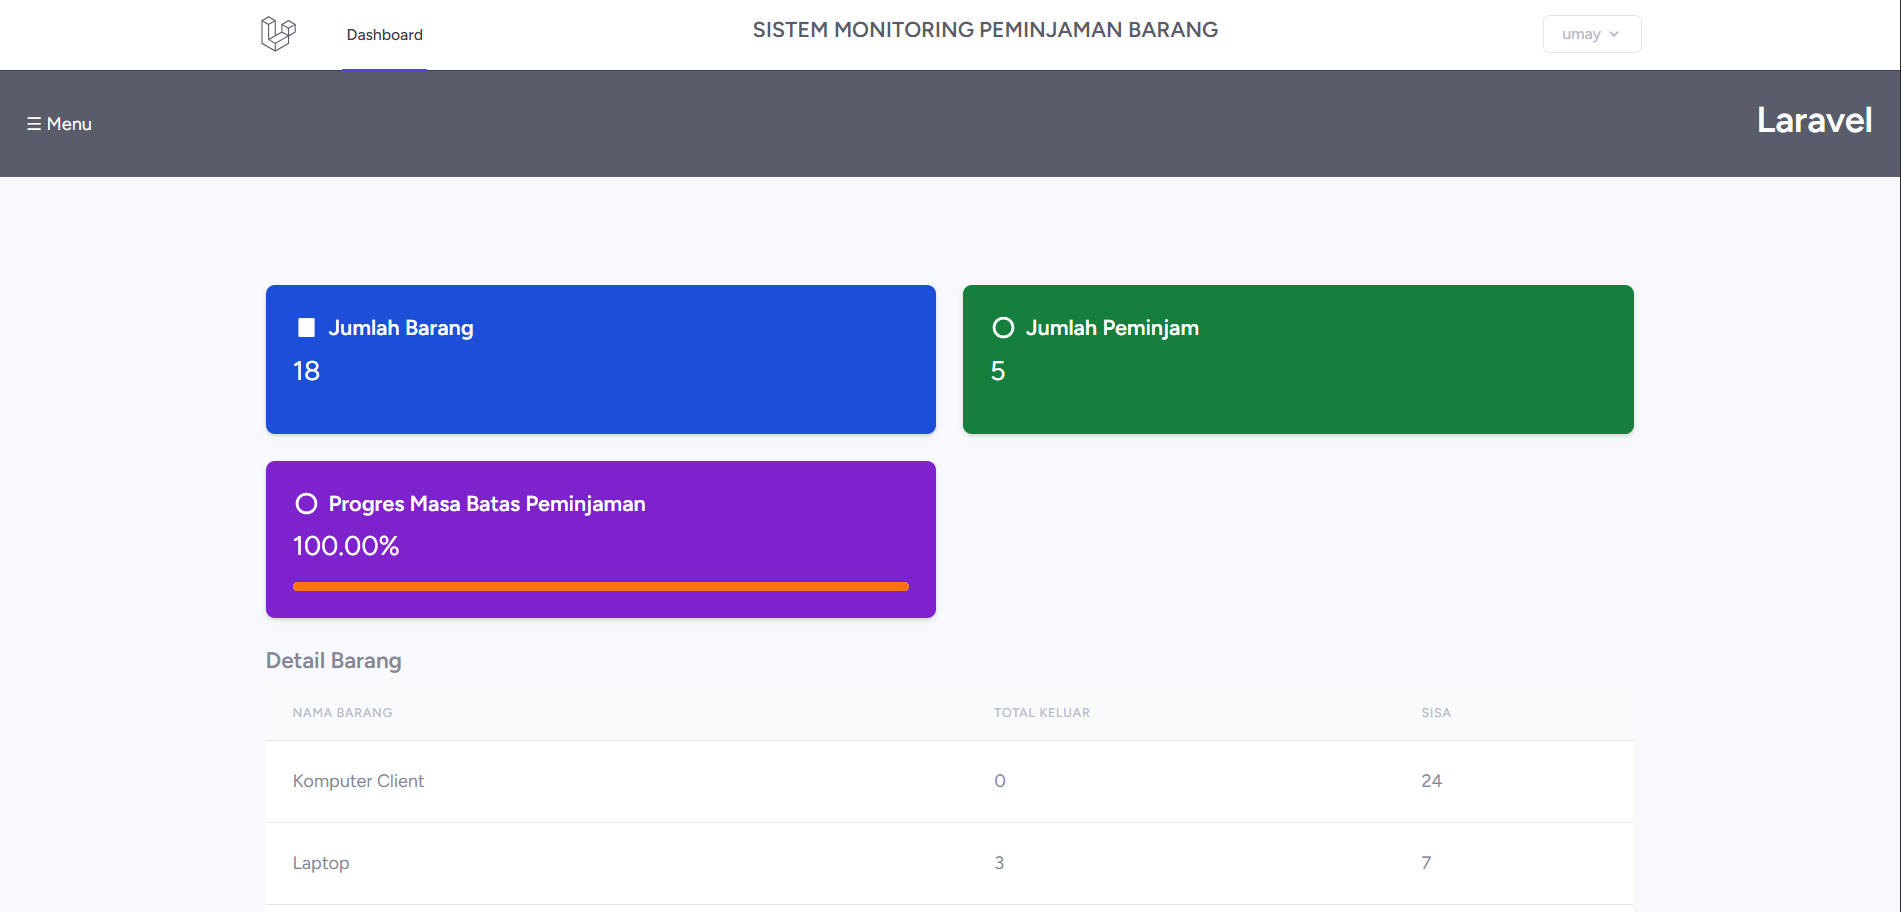 Dashboard
SISTEM MONITORING PEMINJAMAN BARANG
umay
☰ Menu
Laravel
Jumlah Barang
18
Jumlah Peminjam
5
Progres Masa Batas Peminjaman
100.00%
Detail Barang
NAMA BARANG TOTAL KELUAR SISA
Komputer Client 0 24
Laptop 3 7